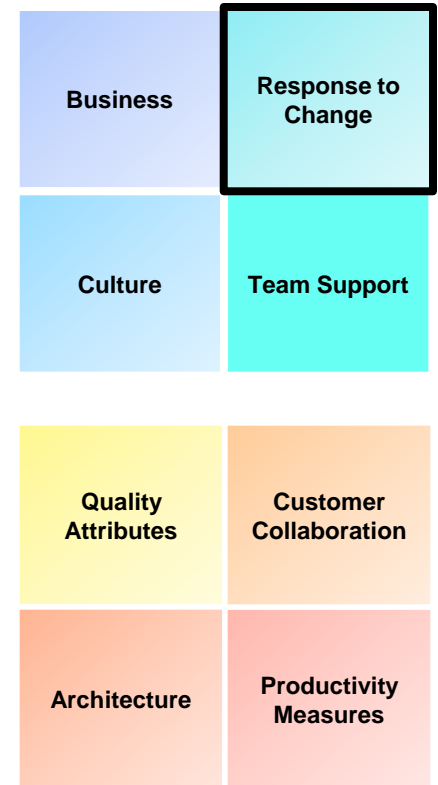 Business
Response to
Change
Culture
Team Support
Quality
Attributes
Customer
Collaboration
Architecture
Productivity
Measures